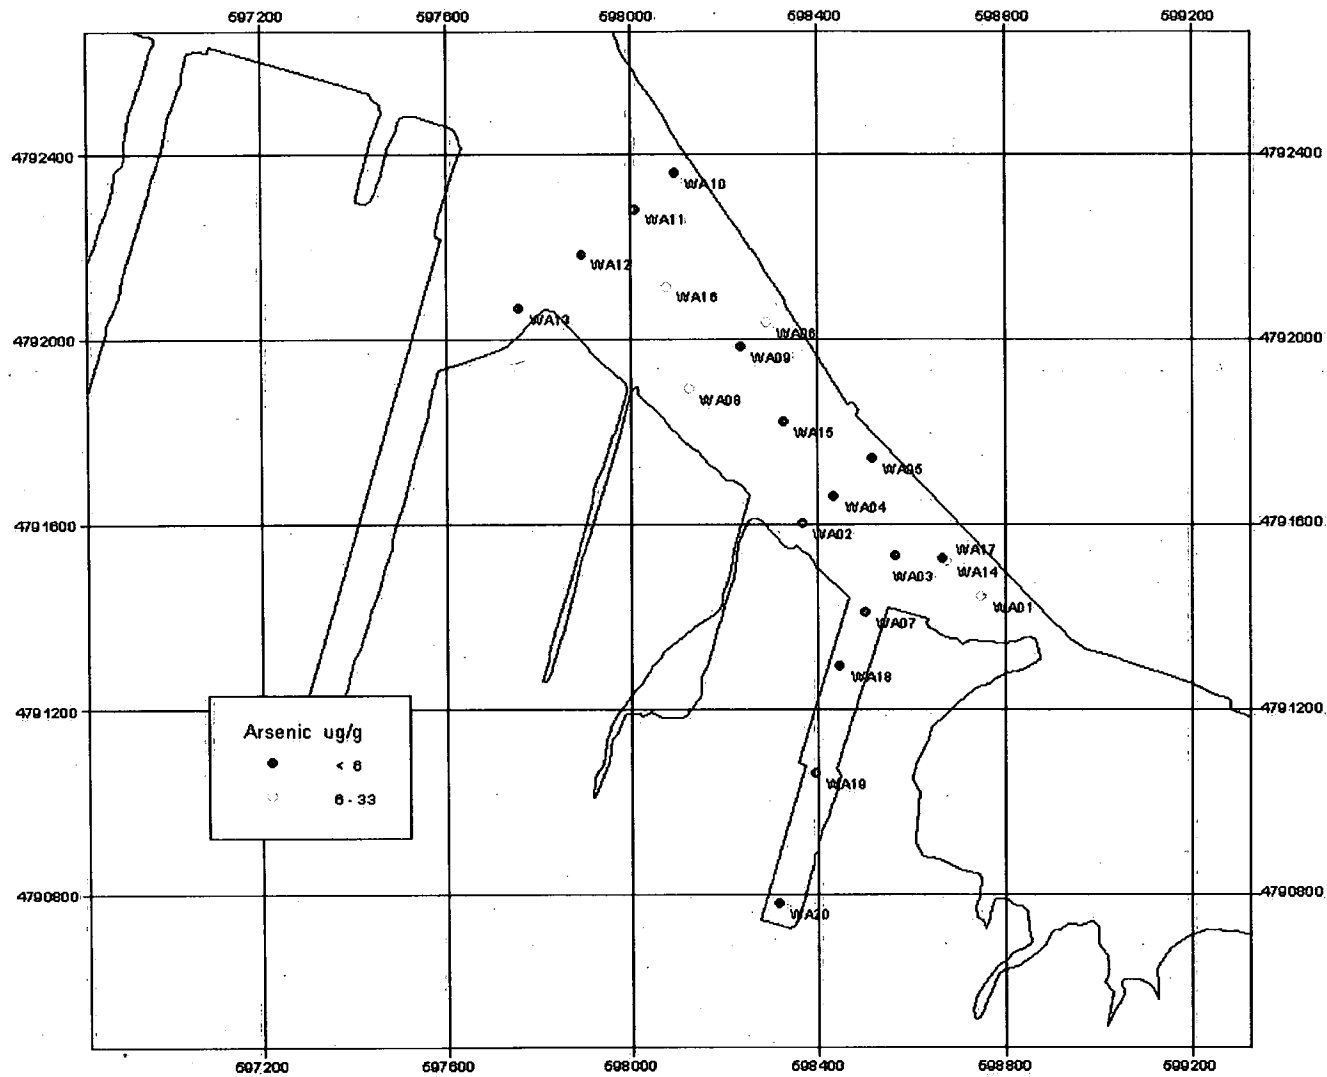 597200 597600 598000 598400 598800 599200
4792400 4792400
WA10
WA11
WA12
WA16
WA13
WA06
4792000 4792000
WA09
WA08
WA15
WA05
WA04
4791600 4791600
WA02
WA17
WA03 WA14
WA01
WA07
WA18
4791200 4791200
Arsenic ug/g
< 6
6 - 33
WA19
4790800 4790800
WA20
597200 597600 598000 598400 598800 599200